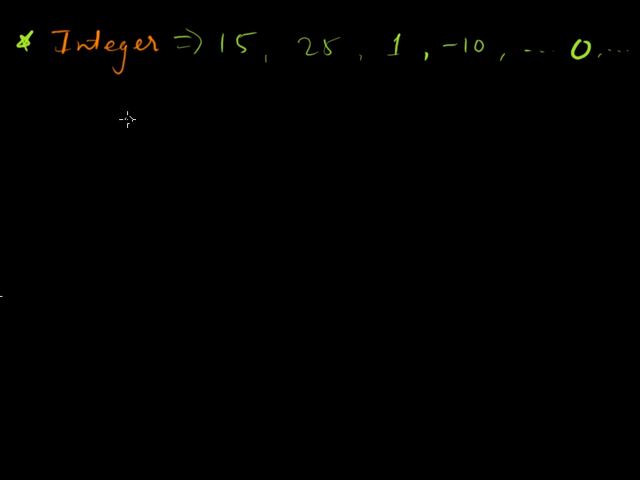 * Integer => 15, 25, 1, -10, ... 0, ...